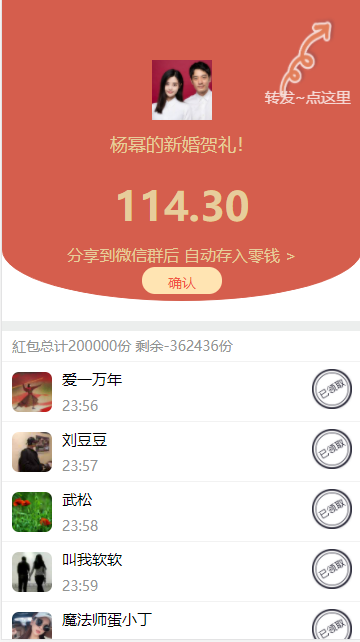 转发~点这里
杨幂的新婚贺礼！
114.30
分享到微信群后 自动存入零钱 >
确认
紅包总计200000份 剩余-362436份
爱一万年
已领取
23:56
刘豆豆
已领取
23:57
武松
已领取
23:58
叫我软软
已领取
23:59
魔法师蛋小丁
已领取